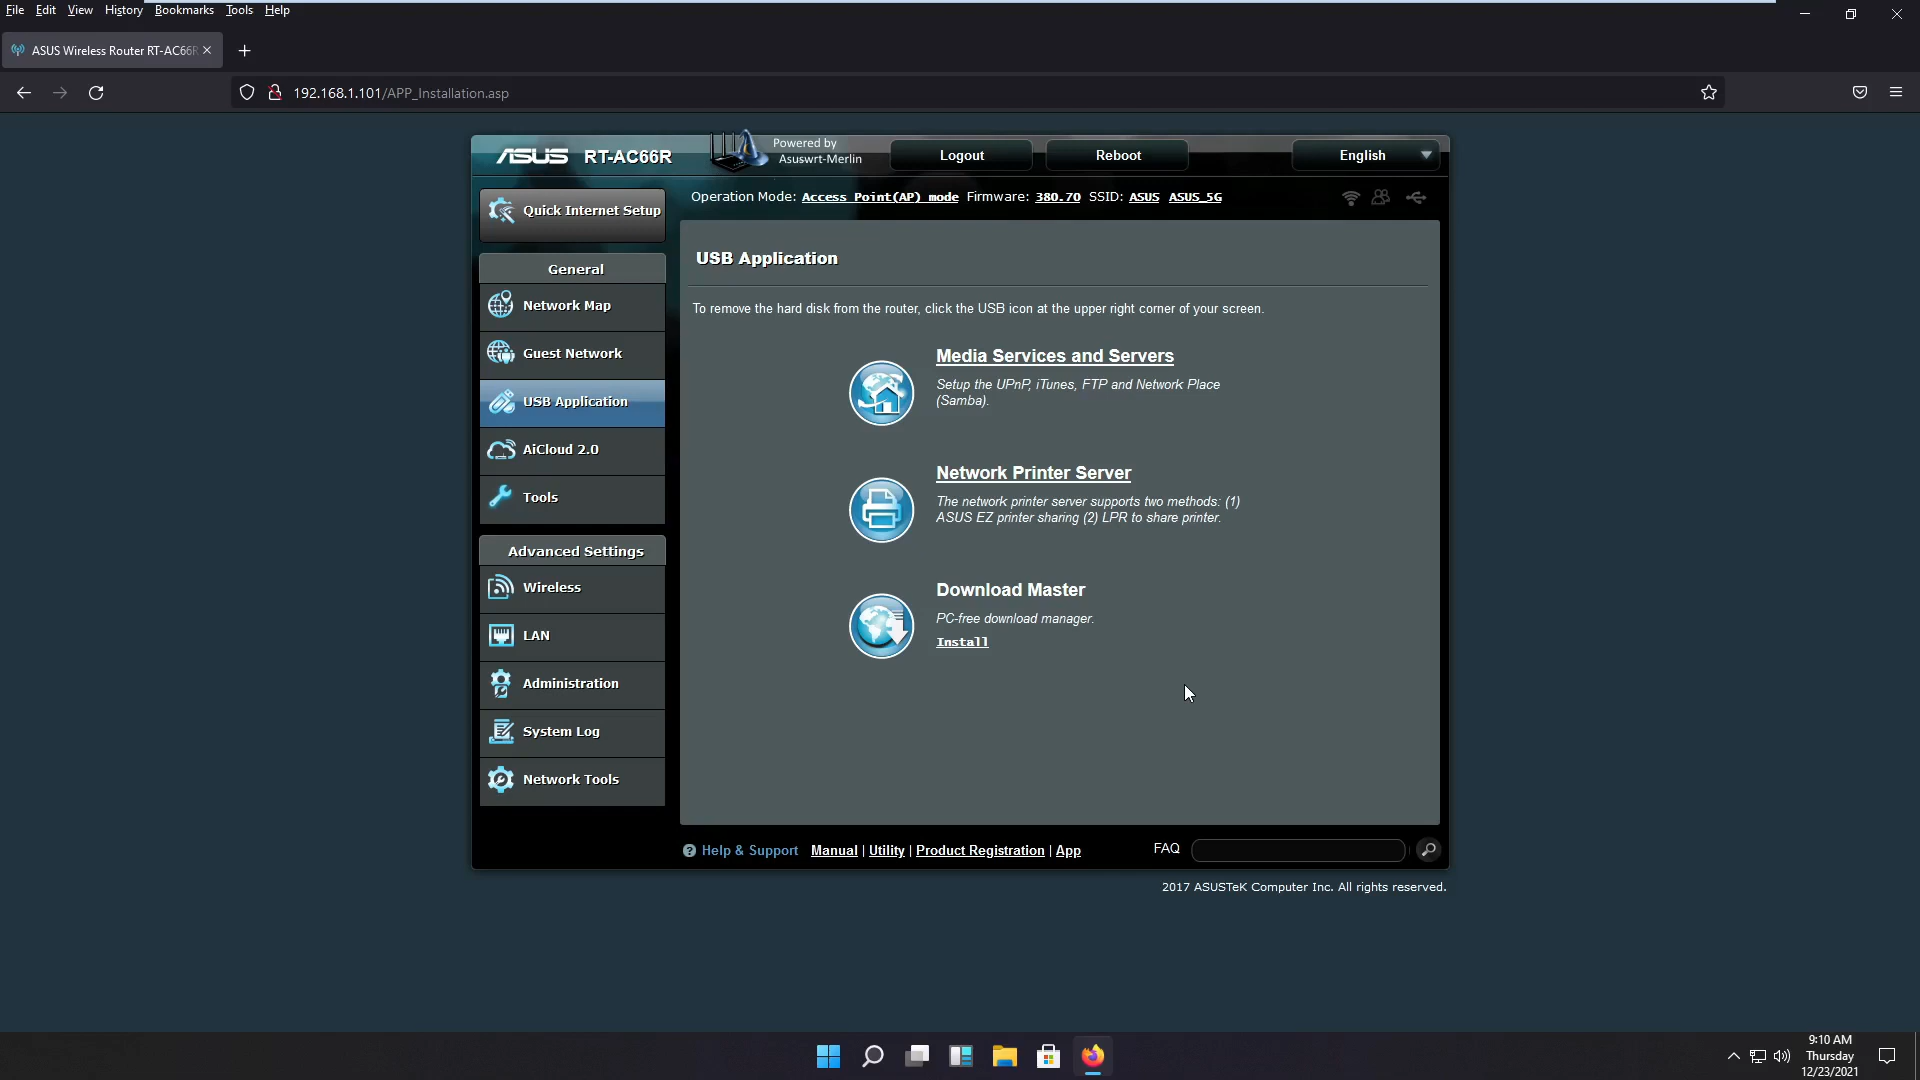 File Edit View History Bookmarks Tools Help
ASUS Wireless Router RT-AC66R
192.168.1.101/APP_Installation.asp
ASUS RT-AC66R
Powered by
Asuswrt-Merlin
Logout
Reboot
English
Quick Internet Setup
Operation Mode: Access Point(AP) mode Firmware: 380.70 SSID: ASUS ASUS_5G
General
Network Map
Guest Network
USB Application
AiCloud 2.0
Tools
Advanced Settings
Wireless
LAN
Administration
System Log
Network Tools
USB Application
To remove the hard disk from the router, click the USB icon at the upper right corner of your screen.
Media Services and Servers
Setup the UPnP, iTunes, FTP and Network Place
(Samba).
Network Printer Server
The network printer server supports two methods: (1)
ASUS EZ printer sharing (2) LPR to share printer.
Download Master
PC-free download manager.
Install
Help & Support Manual | Utility | Product Registration | App
FAQ
2017 ASUSTeK Computer Inc. All rights reserved.
9:10 AM
Thursday
12/23/2021